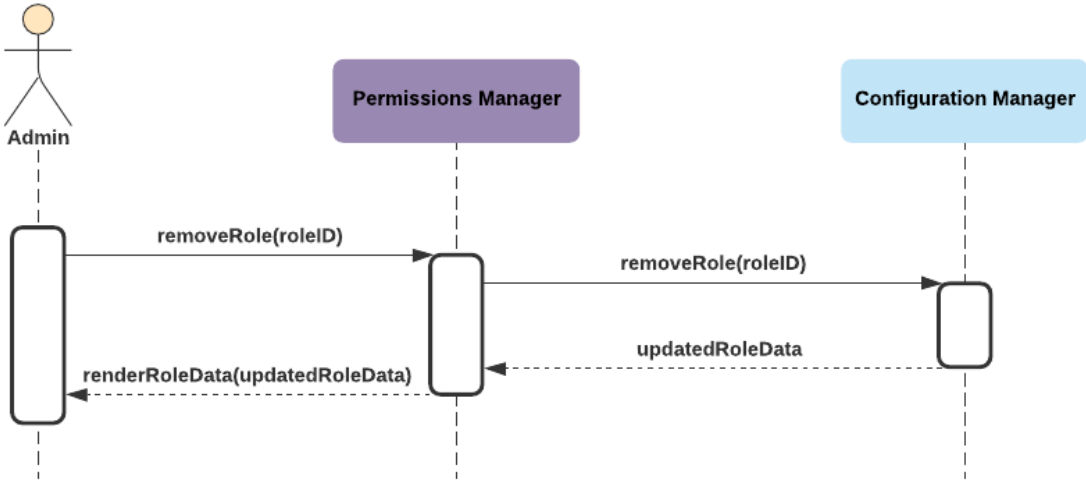 Admin
Permissions Manager
Configuration Manager
removeRole(roleID)
removeRole(roleID)
updatedRoleData
renderRoleData(updatedRoleData)